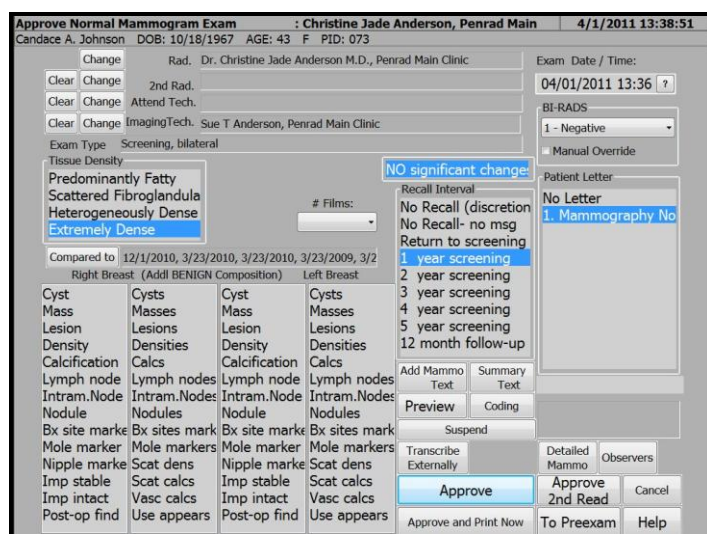 Approve Normal Mammogram Exam : Christine Jade Anderson, Penrad Main 4/1/2011 13:38:51
Candace A. Johnson DOB: 10/18/1967 AGE: 43 F PID: 073
Change Rad. Dr. Christine Jade Anderson M.D., Penrad Main Clinic Exam Date / Time:
Clear Change 2nd Rad. 04/01/2011 13:36 ?
Clear Change Attend Tech. BI-RADS
Clear Change ImagingTech. Sue T Anderson, Penrad Main Clinic 1 - Negative
Exam Type Screening, bilateral Manual Override
Tissue Density NO significant changes Patient Letter
Predominantly Fatty Recall Interval No Letter
Scattered Fibroglandula # Films: No Recall (discretion 1. Mammography No
Heterogeneously Dense No Recall- no msg
Extremely Dense Return to screening
Compared to 12/1/2010, 3/23/2010, 3/23/2010, 3/23/2009, 3/2 1 year screening
Right Breast (Addl BENIGN Composition) Left Breast 2 year screening
Cyst Cysts Cyst Cysts 3 year screening
Mass Masses Mass Masses 4 year screening
Lesion Lesions Lesion Lesions 5 year screening
Density Densities Density Densities 12 month follow-up
Calcification Calcs Calcification Calcs
Lymph node Lymph nodes Lymph node Lymph nodes Add Mammo Text Summary Text
Intram.Node Intram.Nodes Intram.Node Intram.Nodes
Nodule Nodules Nodule Nodules Preview Coding
Bx site marke Bx sites mark Bx site marke Bx sites mark Suspend
Mole marker Mole markers Mole marker Mole markers Transcribe Externally Detailed Mammo Observers
Nipple marke Scat dens Nipple marke Scat dens
Imp stable Scat calcs Imp stable Scat calcs Approve Approve 2nd Read Cancel
Imp intact Vasc calcs Imp intact Vasc calcs
Post-op find Use appears Post-op find Use appears Approve and Print Now To Preexam Help